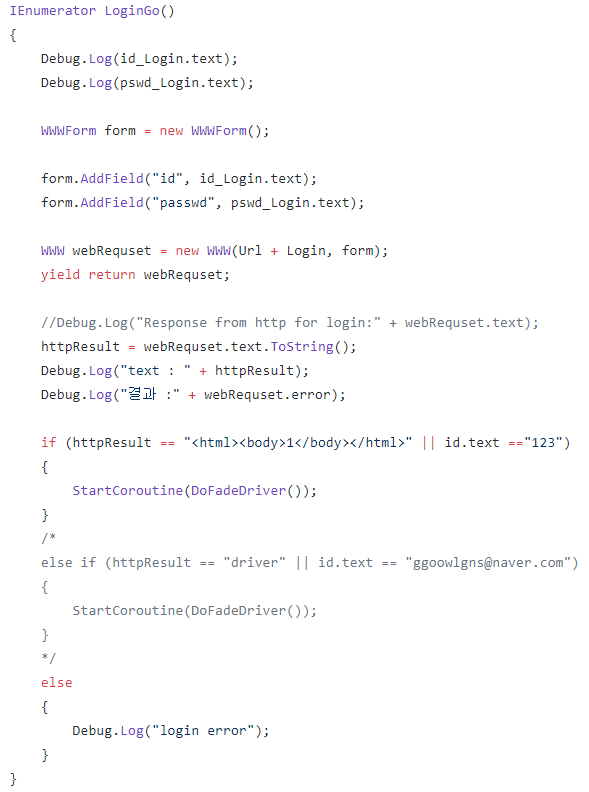 IEnumerator LoginGo()
{
    Debug.Log(id_Login.text);
    Debug.Log(pswd_Login.text);

    WWWForm form = new WWWForm();

    form.AddField("id", id_Login.text);
    form.AddField("passwd", pswd_Login.text);

    WWW webRequset = new WWW(Url + Login, form);
    yield return webRequset;

    //Debug.Log("Response from http for login:" + webRequset.text);
    httpResult = webRequset.text.ToString();
    Debug.Log("text : " + httpResult);
    Debug.Log("결과 :" + webRequset.error);

    if (httpResult == "<html><body>1</body></html>" || id.text =="123")
    {
        StartCoroutine(DoFadeDriver());
    }
    /*
    else if (httpResult == "driver" || id.text == "ggoowlgns@naver.com")
    {
        StartCoroutine(DoFadeDriver());
    }
    */
    else
    {
        Debug.Log("login error");
    }
}